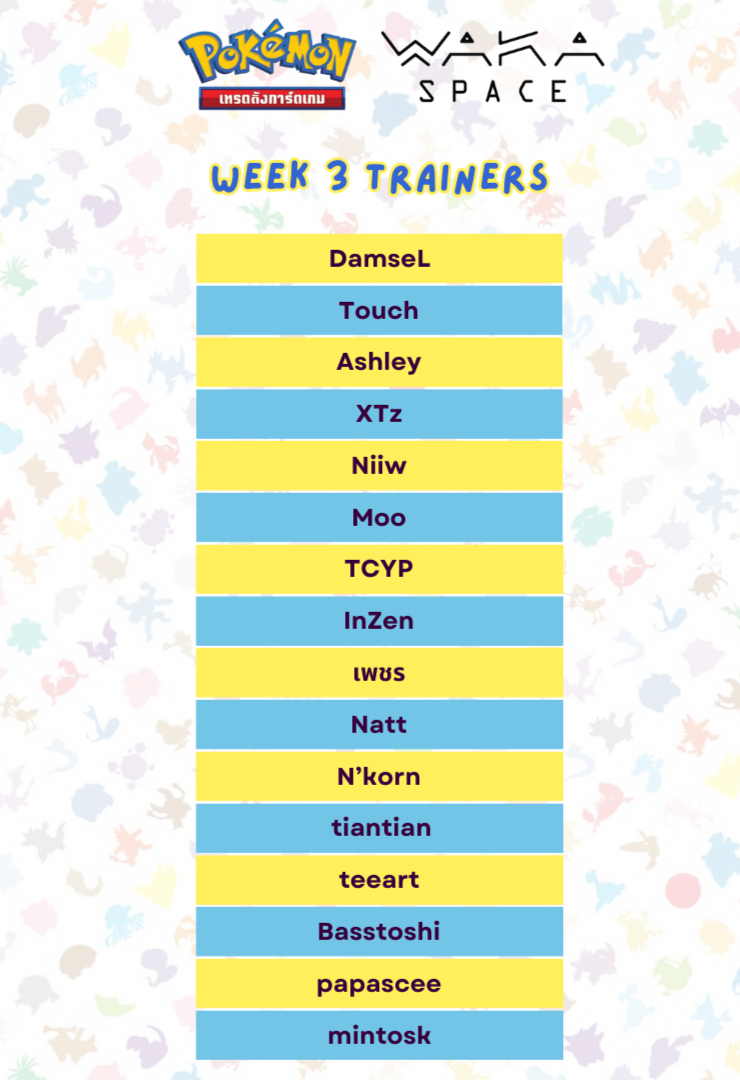 Pokémon
เทรดดิ้งการ์ดเกม
WAKA
SPACE
WEEK 3 TRAINERS
DamseL
Touch
Ashley
XTz
Niiw
Moo
TCYP
InZen
เพชร
Natt
N’korn
tiantian
teeart
Basstoshi
papascee
mintosk